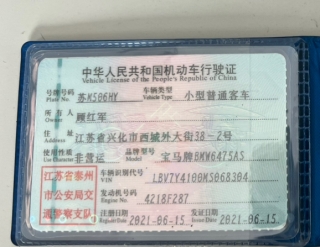 中华人民共和国机动车行驶证
Vehicle License of the People's Republic of China
号牌号码 Plate No. 苏MS06HY 车辆类型 Vehicle Type 小型普通客车
所有人 Owner 顾红军
住址 Address 江苏省兴化市西城外大街38-2号
使用性质 Use Character 非营运 品牌型号 Model 宝马牌BMW6475AS
江苏省泰州 车辆识别代号 VIN LBV7Y4100MS068304
市公安局交 发动机号码 Engine No. 4218F287
通警察支队 注册日期 Register Date 2021-06-15 发证日期 Issue Date 2021-06-15